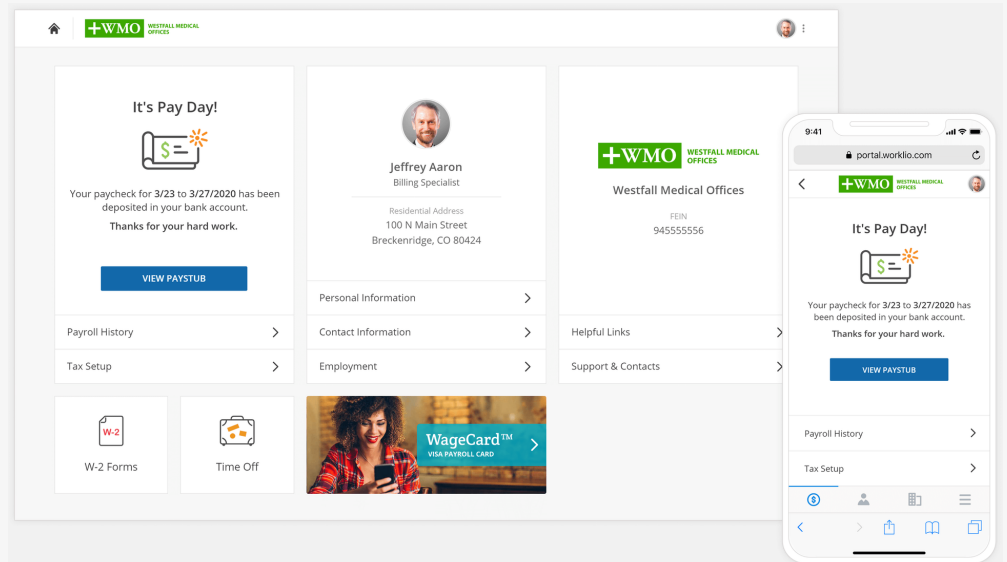 +WMO WESTFALL MEDICAL
OFFICES
It's Pay Day!
$
Your paycheck for 3/23 to 3/27/2020 has been
deposited in your bank account.
Thanks for your hard work.
VIEW PAYSTUB
Payroll History
Tax Setup
Jeffrey Aaron
Billing Specialist
Residential Address
100 N Main Street
Breckenridge, CO 80424
Personal Information
Contact Information
Employment
+WMO WESTFALL MEDICAL
OFFICES
Westfall Medical Offices
FEIN
945555556
Helpful Links
Support & Contacts
W-2
W-2 Forms
Time Off
WageCard™
VISA PAYROLL CARD
9:41
portal.worklio.com
+WMO WESTFALL MEDICAL
OFFICES
It's Pay Day!
$
Your paycheck for 3/23 to 3/27/2020 has
been deposited in your bank account.
Thanks for your hard work.
VIEW PAYSTUB
Payroll History
Tax Setup
$